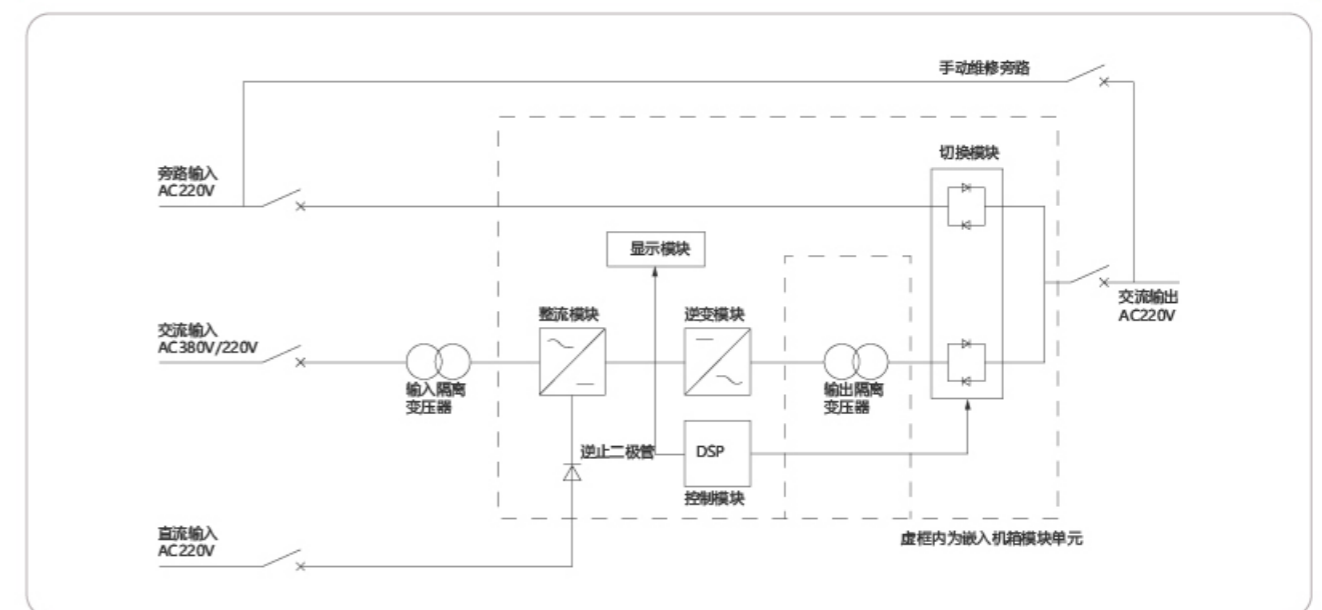 手动维修旁路
切换模块
旁路输入
AC220V
显示模块
整流模块
逆变模块
交流输入
AC380V/220V
交流输出
AC220V
输入隔离
变压器
输出隔离
变压器
逆止二极管
DSP
控制模块
直流输入
AC220V
虚框内为嵌入机箱模块单元